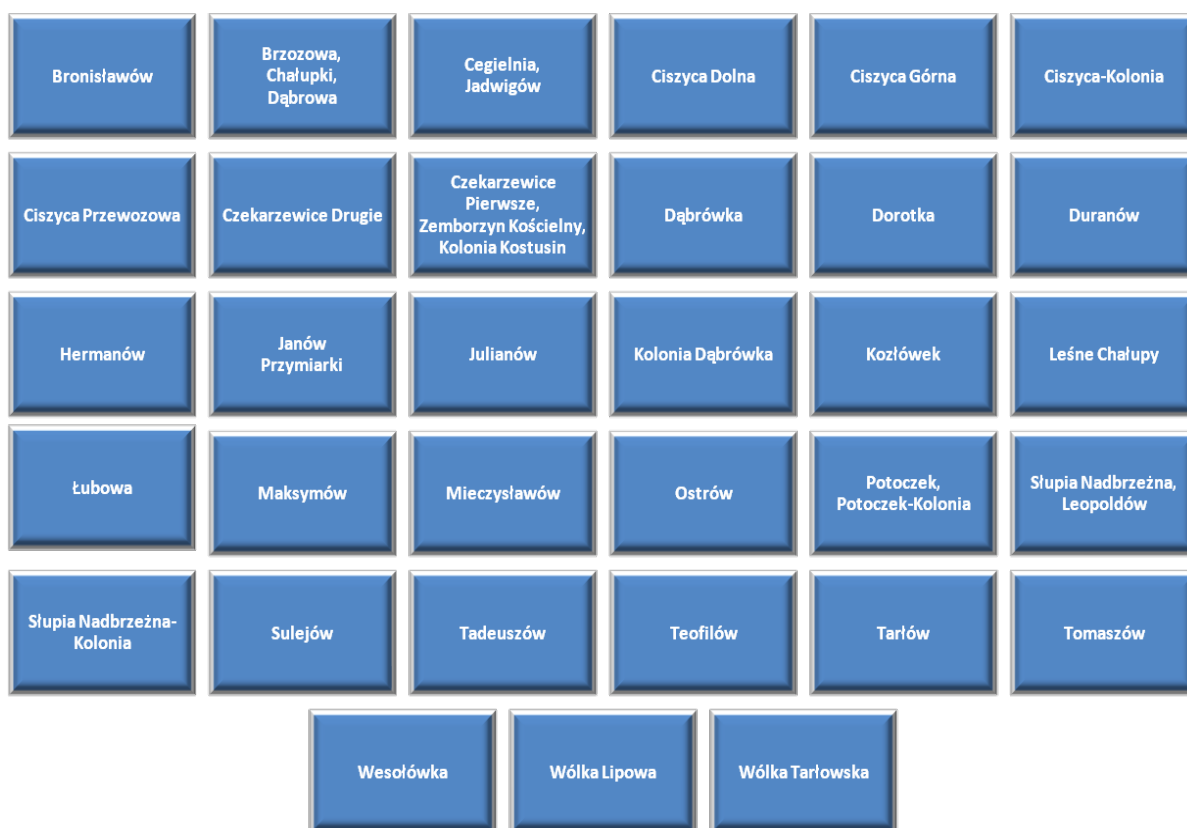 Bronisławów
Brzozowa,
Chałupki,
Dąbrowa
Cegielnia,
Jadwigów
Ciszyca Dolna
Ciszyca Górna
Ciszyca-Kolonia
Ciszyca Przewozowa
Czekarzewice Drugie
Czekarzewice
Pierwsze,
Zemborzyn Kościelny,
Kolonia Kostusin
Dąbrówka
Dorotka
Duranów
Hermanów
Janów
Przymiarki
Julianów
Kolonia Dąbrówka
Kozłówek
Leśne Chałupy
Łubowa
Maksymów
Mieczysławów
Ostrów
Potoczek,
Potoczek-Kolonia
Słupia Nadbrzeżna,
Leopoldów
Słupia Nadbrzeżna-
Kolonia
Sulejów
Tadeuszów
Teofilów
Tarłów
Tomaszów
Wesołówka
Wólka Lipowa
Wólka Tarłowska